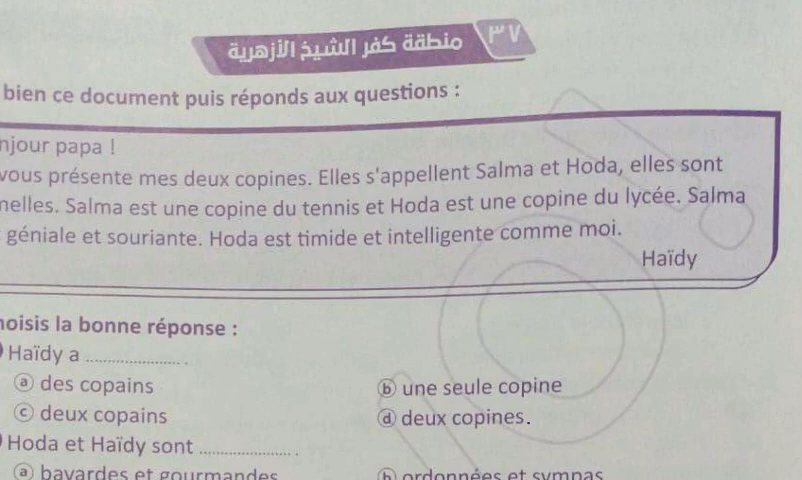 ٣٧ منطقة كفر الشيخ الأزهرية
bien ce document puis réponds aux questions :
njour papa !
vous présente mes deux copines. Elles s'appellent Salma et Hoda, elles sont
nelles. Salma est une copine du tennis et Hoda est une copine du lycée. Salma
géniale et souriante. Hoda est timide et intelligente comme moi.
Haïdy
hoisis la bonne réponse :
Haïdy a .................... .
ⓐ des copains ⓑ une seule copine
ⓒ deux copains ⓓ deux copines.
Hoda et Haïdy sont .................... .
ⓐ bavardes et gourmandes ⓑ ordonnées et sympas